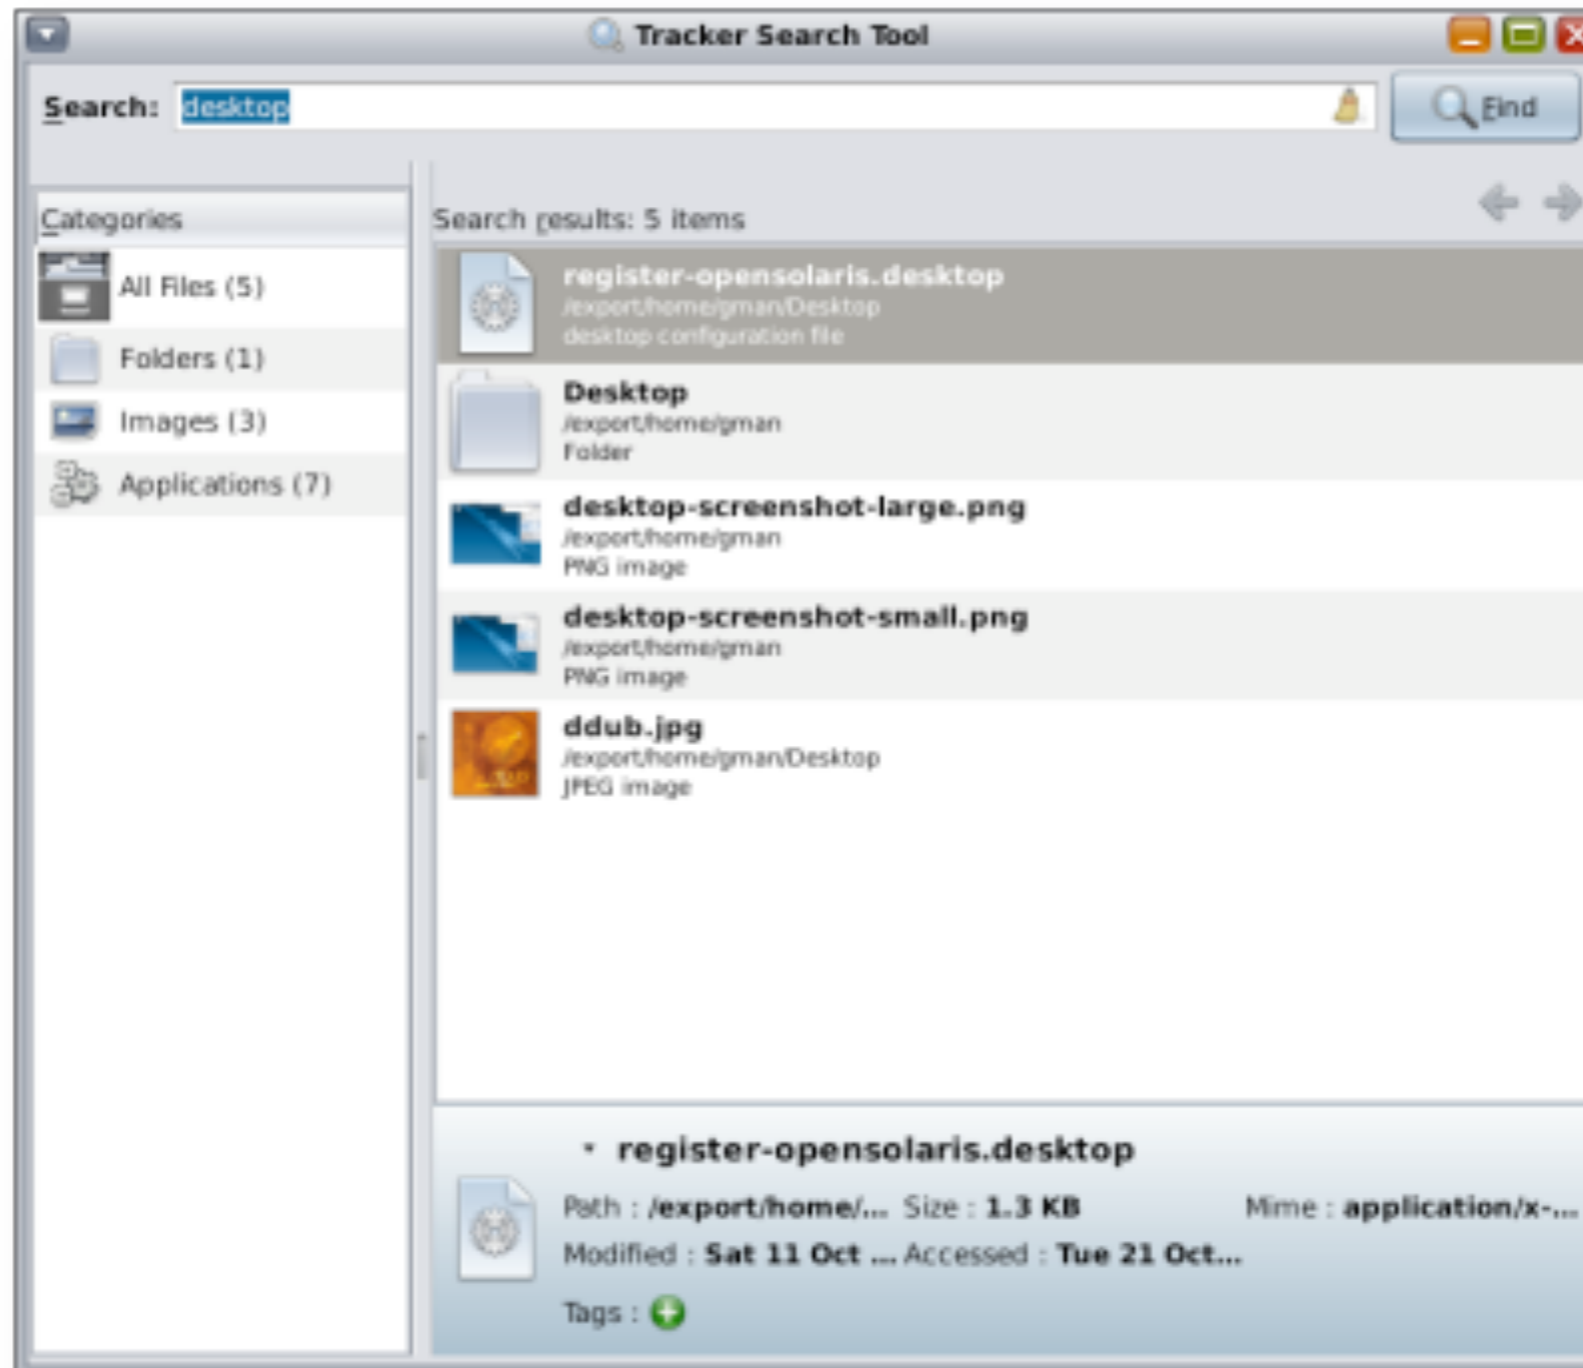 Tracker Search Tool
Search: desktop Find
Categories
All Files (5)
Folders (1)
Images (3)
Applications (7)
Search results: 5 items
register-opensolaris.desktop
/export/home/gman/Desktop
desktop configuration file
Desktop
/export/home/gman
Folder
desktop-screenshot-large.png
/export/home/gman
PNG image
desktop-screenshot-small.png
/export/home/gman
PNG image
ddub.jpg
/export/home/gman/Desktop
JPEG image
register-opensolaris.desktop
Path : /export/home/... Size : 1.3 KB Mime : application/x-...
Modified : Sat 11 Oct ... Accessed : Tue 21 Oct...
Tags :